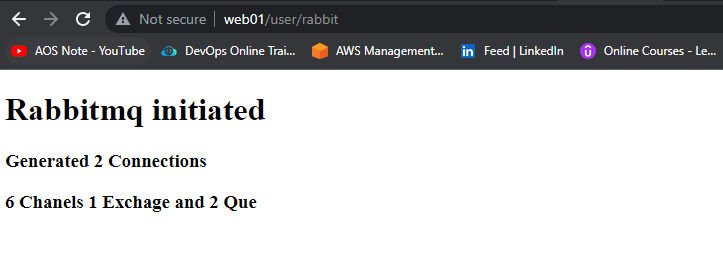 Not secure | web01/user/rabbit
AOS Note - YouTube DevOps Online Trai... AWS Management... Feed | LinkedIn Online Courses - Le...
Rabbitmq initiated
Generated 2 Connections
6 Chanels 1 Exchage and 2 Que